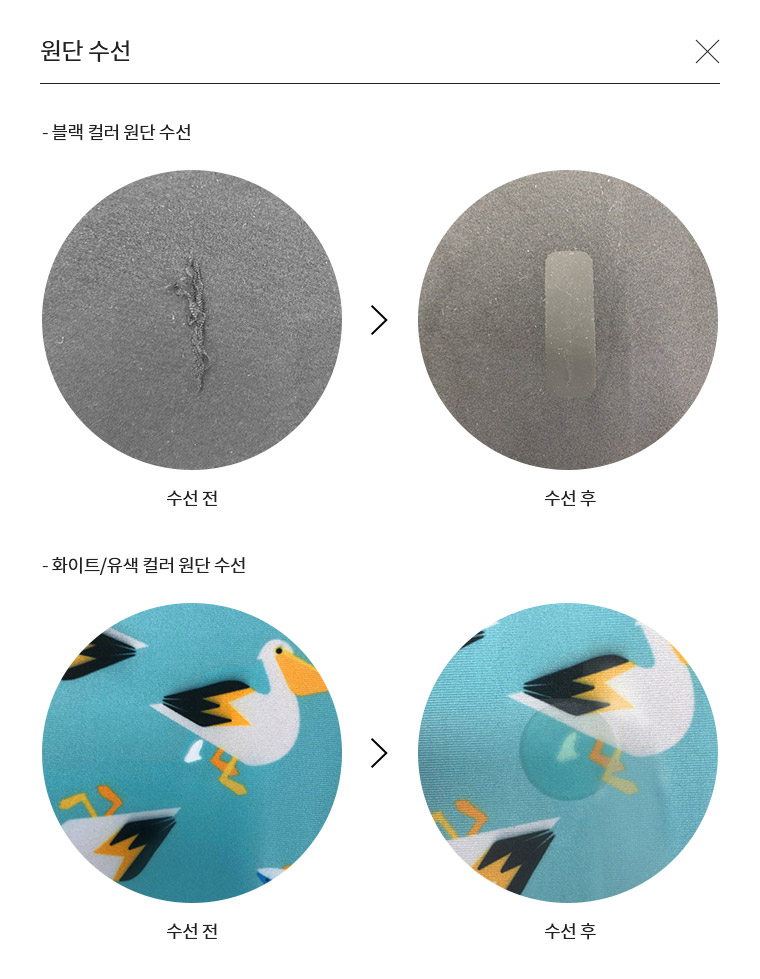 원단 수선
- 블랙 컬러 원단 수선
수선 전
수선 후
- 화이트/유색 컬러 원단 수선
수선 전
수선 후